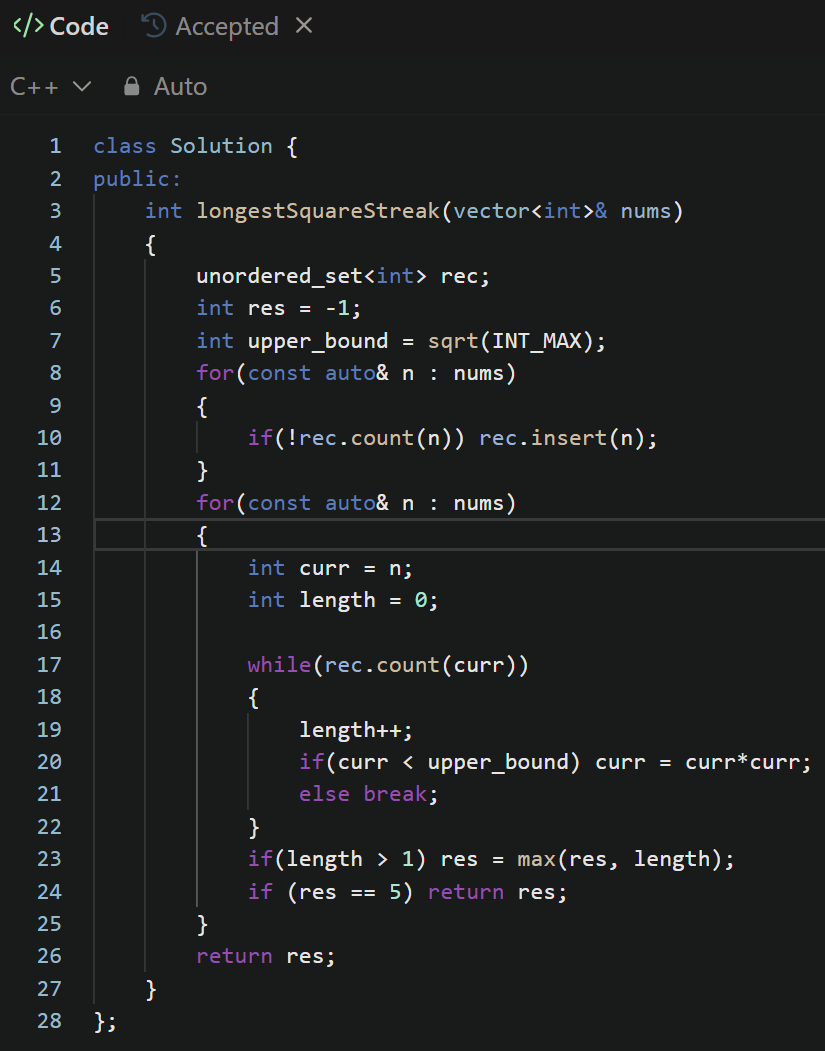 </> Code Accepted ×
C++ Auto
1 class Solution {
2 public:
3     int longestSquareStreak(vector<int>& nums)
4     {
5         unordered_set<int> rec;
6         int res = -1;
7         int upper_bound = sqrt(INT_MAX);
8         for(const auto& n : nums)
9         {
10             if(!rec.count(n)) rec.insert(n);
11         }
12         for(const auto& n : nums)
13         {
14             int curr = n;
15             int length = 0;
16
17             while(rec.count(curr))
18             {
19                 length++;
20                 if(curr < upper_bound) curr = curr*curr;
21                 else break;
22             }
23             if(length > 1) res = max(res, length);
24             if (res == 5) return res;
25         }
26         return res;
27     }
28 };